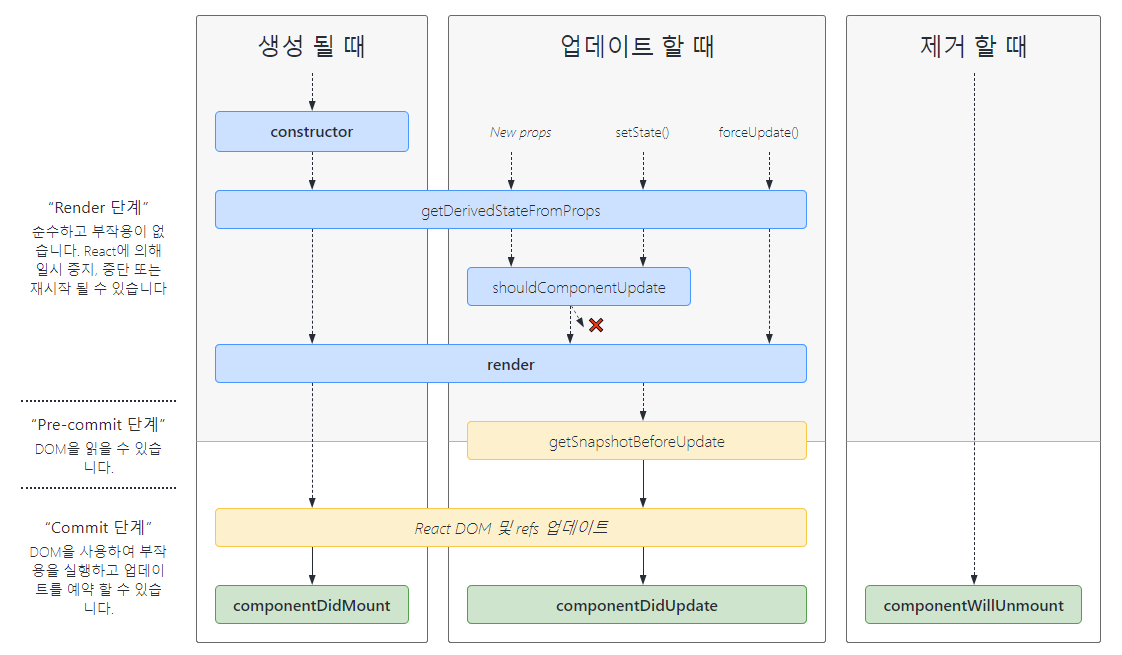 생성 될 때
업데이트 할 때
제거 할 때
constructor
New props
setState()
forceUpdate()
“Render 단계”
순수하고 부작용이 없
습니다. React에 의해
일시 중지, 중단 또는
재시작 될 수 있습니다
getDerivedStateFromProps
shouldComponentUpdate
render
“Pre-commit 단계”
DOM을 읽을 수 있습
니다.
getSnapshotBeforeUpdate
“Commit 단계”
DOM을 사용하여 부작
용을 실행하고 업데이
트를 예약 할 수 있습
니다.
React DOM 및 refs 업데이트
componentDidMount
componentDidUpdate
componentWillUnmount